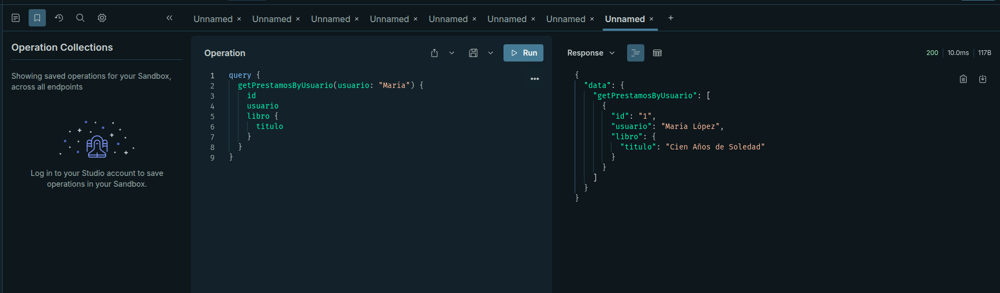 Unnamed × Unnamed × Unnamed × Unnamed × Unnamed × Unnamed × Unnamed × Unnamed × +
Operation Collections
Showing saved operations for your Sandbox,
across all endpoints
Log in to your Studio account to save
operations in your Sandbox.
Operation
Run
1 query {
2 getPrestamosByUsuario(usuario: "María") {
3 id
4 usuario
5 libro {
6 titulo
7 }
8 }
9 }
Response
200 10.0ms 117B
{
"data": {
"getPrestamosByUsuario": [
{
"id": "1",
"usuario": "María López",
"libro": {
"titulo": "Cien Años de Soledad"
}
}
]
}
}